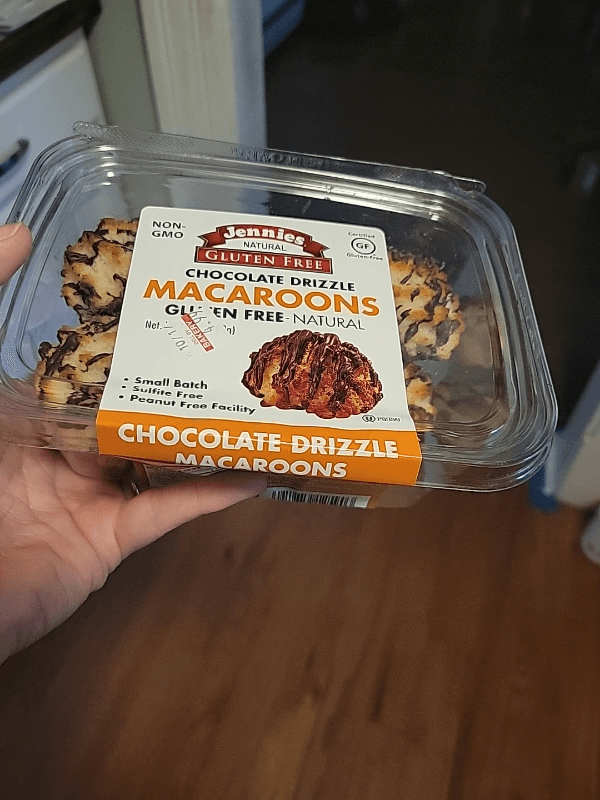 NON-
GMO
Jennies
NATURAL
GLUTEN FREE
Certified
GF
Gluten-Free
CHOCOLATE DRIZZLE
MACAROONS
FREE - NATURAL
Net.
• Small Batch
• Sulfite Free
• Peanut Free Facility
CHOCOLATE DRIZZLE
MACAROONS